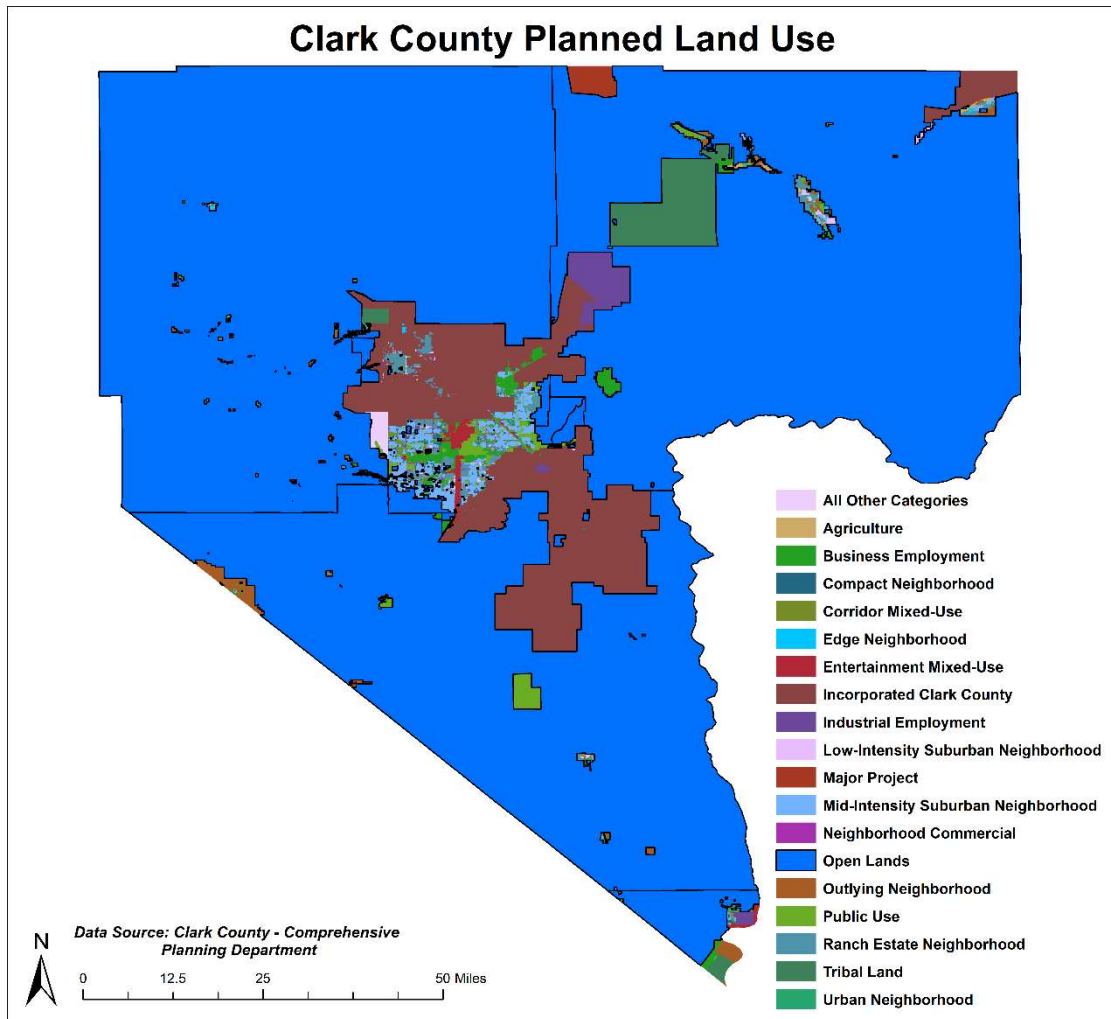 Clark County Planned Land Use
All Other Categories
Agriculture
Business Employment
Compact Neighborhood
Corridor Mixed-Use
Edge Neighborhood
Entertainment Mixed-Use
Incorporated Clark County
Industrial Employment
Low-Intensity Suburban Neighborhood
Major Project
Mid-Intensity Suburban Neighborhood
Neighborhood Commercial
Open Lands
Outlying Neighborhood
Public Use
Ranch Estate Neighborhood
Tribal Land
Urban Neighborhood
Data Source: Clark County - Comprehensive
Planning Department
N
0 12.5 25 50 Miles